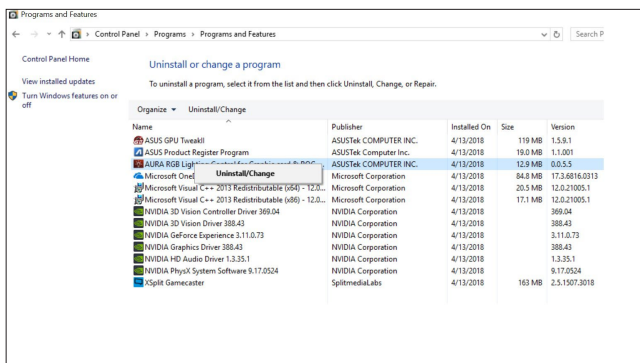 Programs and Features
Control Panel > Programs > Programs and Features
Search P
Control Panel Home
View installed updates
Turn Windows features on or
off
Uninstall or change a program
To uninstall a program, select it from the list and then click Uninstall, Change, or Repair.
Organize Uninstall/Change
Name Publisher Installed On Size Version
ASUS GPU TweakII ASUSTek COMPUTER INC. 4/13/2018 119 MB 1.5.9.1
ASUS Product Register Program ASUSTek Computer Inc. 4/13/2018 19.0 MB 1.1.001
AURA RGB Lighting Control for Graphic card & ROG ... ASUSTek COMPUTER INC. 4/13/2018 12.9 MB 0.0.5.5
Microsoft OneD Microsoft Corporation 4/13/2018 84.8 MB 17.3.6816.0313
Uninstall/Change
Microsoft Visual C++ 2013 Redistributable (x64) - 12.0... Microsoft Corporation 4/13/2018 20.5 MB 12.0.21005.1
Microsoft Visual C++ 2013 Redistributable (x86) - 12.0... Microsoft Corporation 4/13/2018 17.1 MB 12.0.21005.1
NVIDIA 3D Vision Controller Driver 369.04 NVIDIA Corporation 4/13/2018 369.04
NVIDIA 3D Vision Driver 388.43 NVIDIA Corporation 4/13/2018 388.43
NVIDIA GeForce Experience 3.11.0.73 NVIDIA Corporation 4/13/2018 3.11.0.73
NVIDIA Graphics Driver 388.43 NVIDIA Corporation 4/13/2018 388.43
NVIDIA HD Audio Driver 1.3.35.1 NVIDIA Corporation 4/13/2018 1.3.35.1
NVIDIA PhysX System Software 9.17.0524 NVIDIA Corporation 4/13/2018 9.17.0524
XSplit Gamecaster SplitmediaLabs 4/13/2018 163 MB 2.5.1507.3018